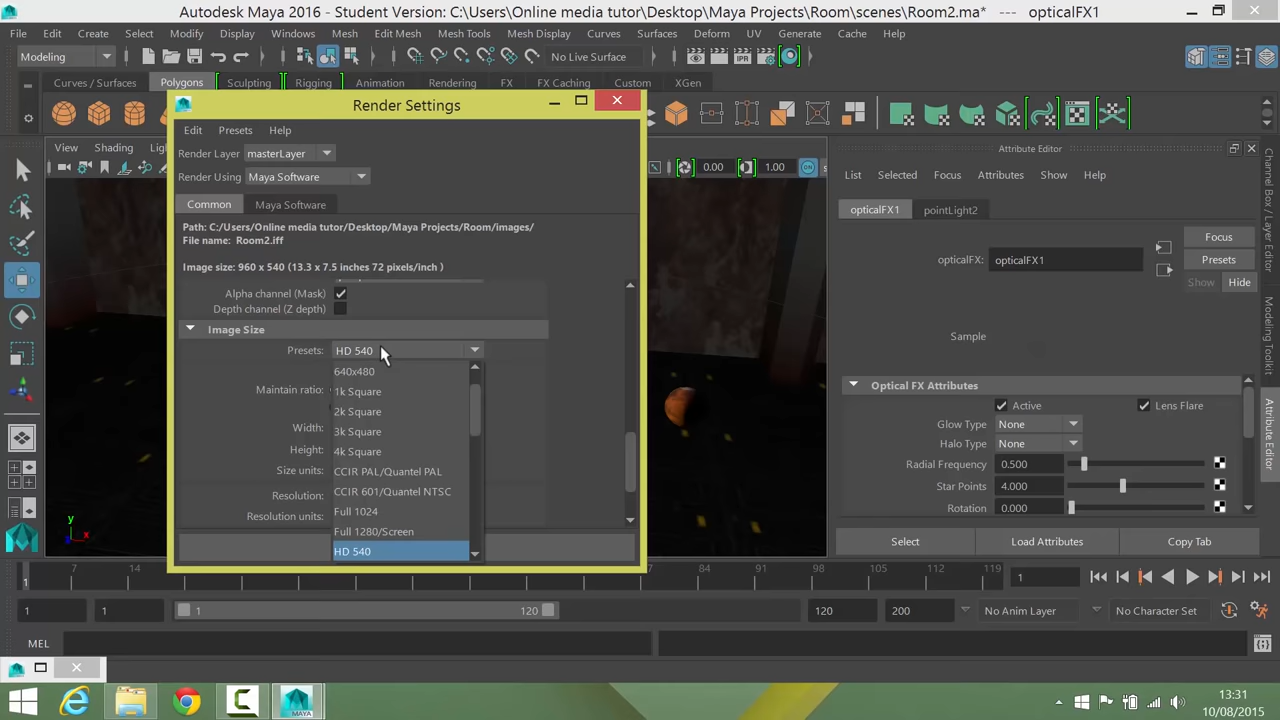 Autodesk Maya 2016 - Student Version: C:\Users\Online media tutor\Desktop\Maya Projects\Room\scenes\Room2.ma* --- opticalFX1
File Edit Create Select Modify Display Windows Mesh Edit Mesh Mesh Tools Mesh Display Curves Surfaces Deform UV Generate Cache Help
Modeling No Live Surface
Curves / Surfaces Polygons Sculpting Rigging Animation Rendering FX FX Caching Custom XGen
Render Settings
Edit Presets Help
Render Layer masterLayer
Render Using Maya Software
Common Maya Software
Path: C:/Users/Online media tutor/Desktop/Maya Projects/Room/images/
File name: Room2.iff
Image size: 960 x 540 (13.3 x 7.5 inches 72 pixels/inch )
Alpha channel (Mask)
Depth channel (Z depth)
Image Size
Presets: HD 540
640x480
1k Square
2k Square
3k Square
4k Square
CCIR PAL/Quantel PAL
CCIR 601/Quantel NTSC
Full 1024
Full 1280/Screen
HD 540
Maintain ratio:
Width:
Height:
Size units:
Resolution:
Resolution units:
View Shading
0.00 1.00 ON
Attribute Editor
List Selected Focus Attributes Show Help
opticalFX1 pointLight2
opticalFX: opticalFX1
Focus
Presets
Show Hide
Sample
Optical FX Attributes
Active Lens Flare
Glow Type None
Halo Type None
Radial Frequency 0.500
Star Points 4.000
Rotation 0.000
Select Load Attributes Copy Tab
Channel Box / Layer Editor
Modeling Toolkit
Attribute Editor
y
x
1 7 14 84 91 98 105 112 119 1
1 1 1 120 120 200 No Anim Layer No Character Set
MEL
MAYA
13:31
10/08/2015